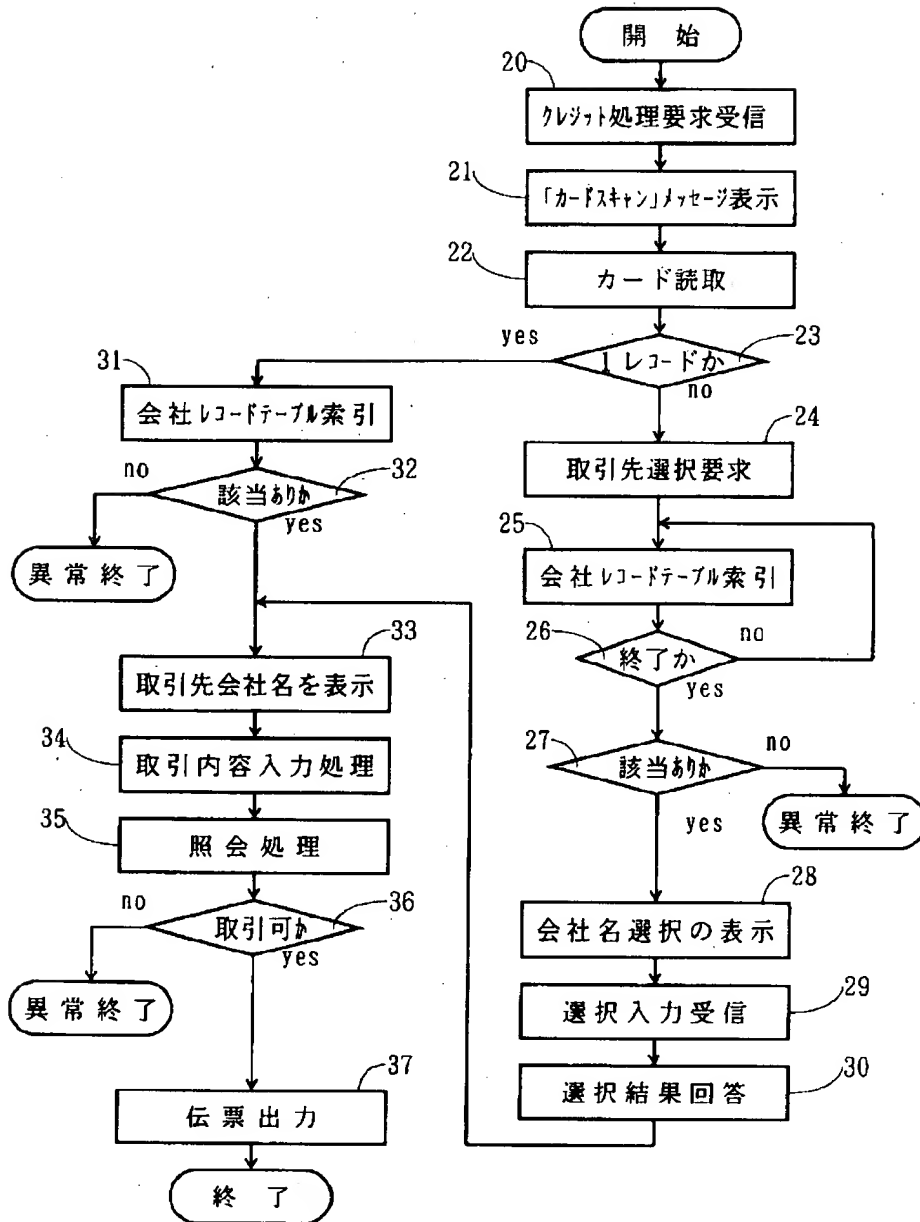 開始
20
クレジット処理要求受信
21
「カードスキャン」メッセージ表示
22
カード読取
23
1レコードか
yes
no
24
取引先選択要求
25
会社レコードテーブル索引
26
終了か
no
yes
27
該当ありか
no
yes
異常終了
28
会社名選択の表示
29
選択入力受信
30
選択結果回答
31
会社レコードテーブル索引
32
該当ありか
no
yes
異常終了
33
取引先会社名を表示
34
取引内容入力処理
35
照会処理
36
取引可か
no
yes
異常終了
37
伝票出力
終了